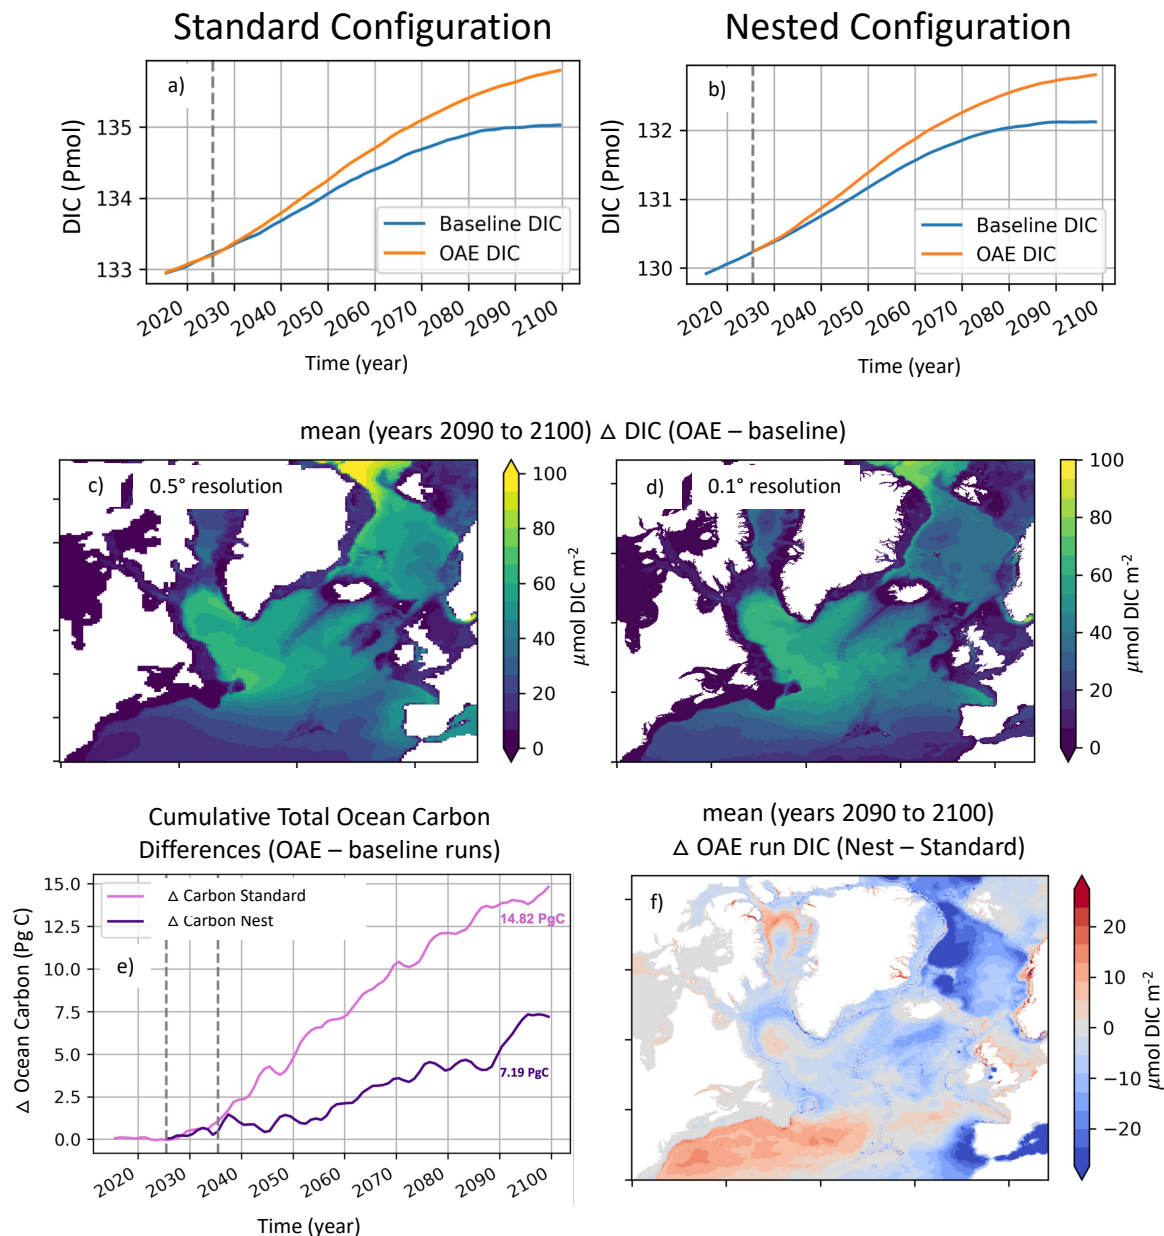 Standard Configuration
Nested Configuration
a)
b)
DIC (Pmol)
135
134
133
Baseline DIC
OAE DIC
2020 2030 2040 2050 2060 2070 2080 2090 2100
Time (year)
DIC (Pmol)
132
131
130
Baseline DIC
OAE DIC
2020 2030 2040 2050 2060 2070 2080 2090 2100
Time (year)
mean (years 2090 to 2100) △ DIC (OAE – baseline)
c) 0.5° resolution
100
80
60
40
20
0
μmol DIC m⁻²
d) 0.1° resolution
100
80
60
40
20
0
μmol DIC m⁻²
Cumulative Total Ocean Carbon
Differences (OAE – baseline runs)
△ Ocean Carbon (Pg C)
15.0
12.5
10.0
7.5
5.0
2.5
0.0
△ Carbon Standard
△ Carbon Nest
e)
14.82 PgC
7.19 PgC
2020 2030 2040 2050 2060 2070 2080 2090 2100
Time (year)
mean (years 2090 to 2100)
△ OAE run DIC (Nest – Standard)
f)
20
10
0
−10
−20
μmol DIC m⁻²